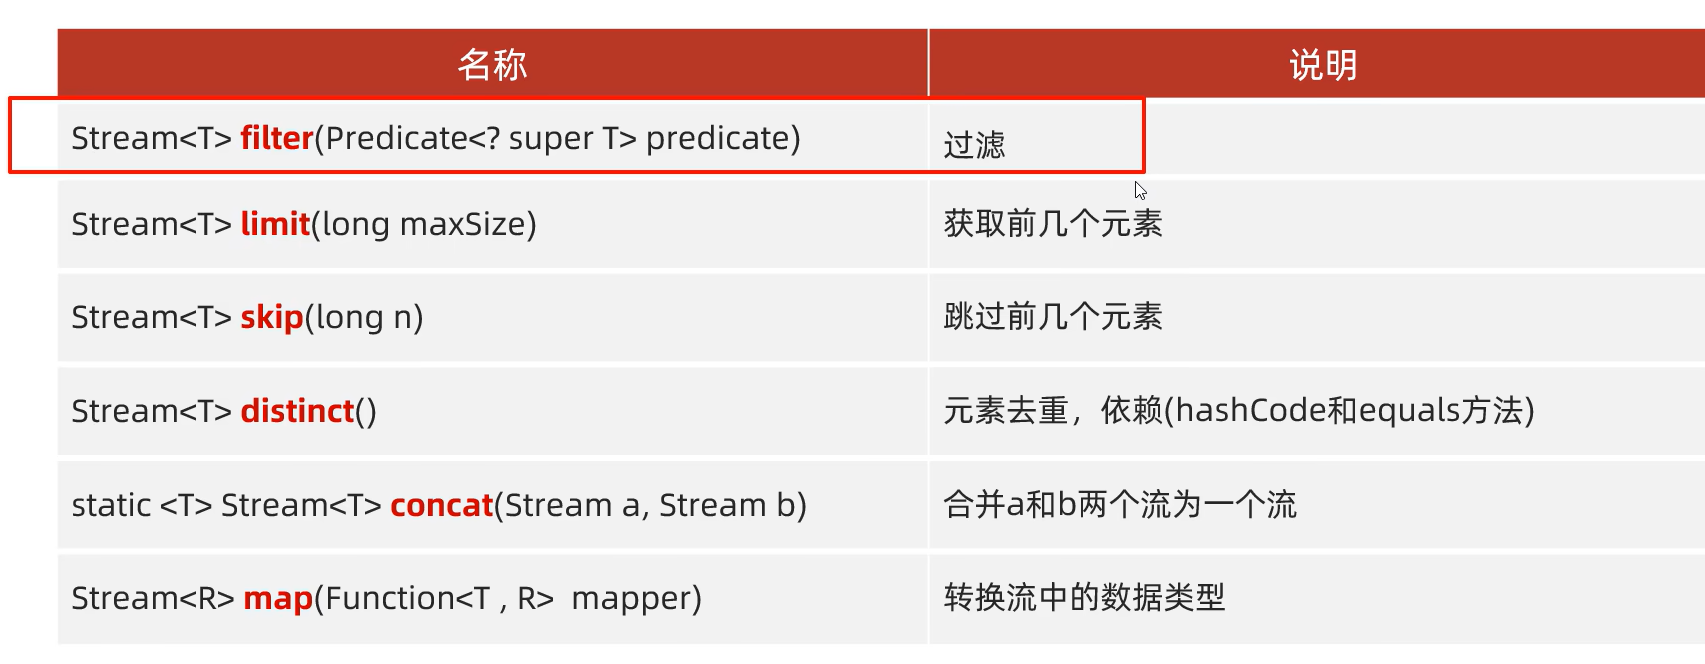 名称 说明
Stream<T> filter(Predicate<? super T> predicate) 过滤
Stream<T> limit(long maxSize) 获取前几个元素
Stream<T> skip(long n) 跳过前几个元素
Stream<T> distinct() 元素去重，依赖(hashCode和equals方法)
static <T> Stream<T> concat(Stream a, Stream b) 合并a和b两个流为一个流
Stream<R> map(Function<T , R>  mapper) 转换流中的数据类型